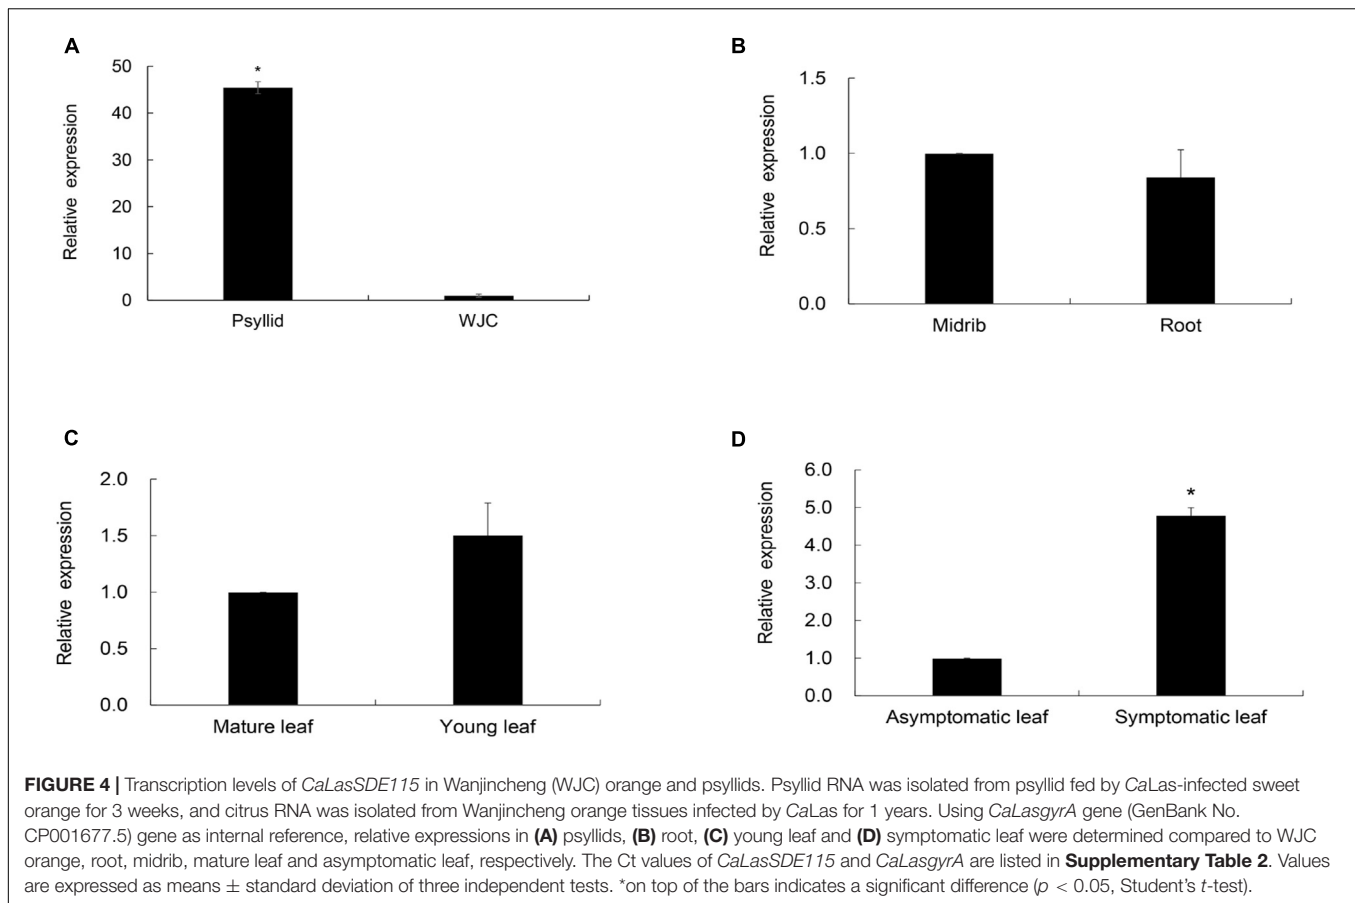 A
50
40
30
20
10
0
Relative expression
*
Psyllid WJC
B
1.5
1.0
0.5
0.0
Relative expression
Midrib Root
C
2.0
1.5
1.0
0.5
0.0
Relative expression
Mature leaf Young leaf
D
6.0
5.0
4.0
3.0
2.0
1.0
0.0
Relative expression
*
Asymptomatic leaf Symptomatic leaf
FIGURE 4 | Transcription levels of CaLasSDE115 in Wanjincheng (WJC) orange and psyllids. Psyllid RNA was isolated from psyllid fed by CaLas-infected sweet
orange for 3 weeks, and citrus RNA was isolated from Wanjincheng orange tissues infected by CaLas for 1 years. Using CaLasgyrA gene (GenBank No.
CP001677.5) gene as internal reference, relative expressions in (A) psyllids, (B) root, (C) young leaf and (D) symptomatic leaf were determined compared to WJC
orange, root, midrib, mature leaf and asymptomatic leaf, respectively. The Ct values of CaLasSDE115 and CaLasgyrA are listed in Supplementary Table 2. Values
are expressed as means ± standard deviation of three independent tests. *on top of the bars indicates a significant difference (p < 0.05, Student's t-test).